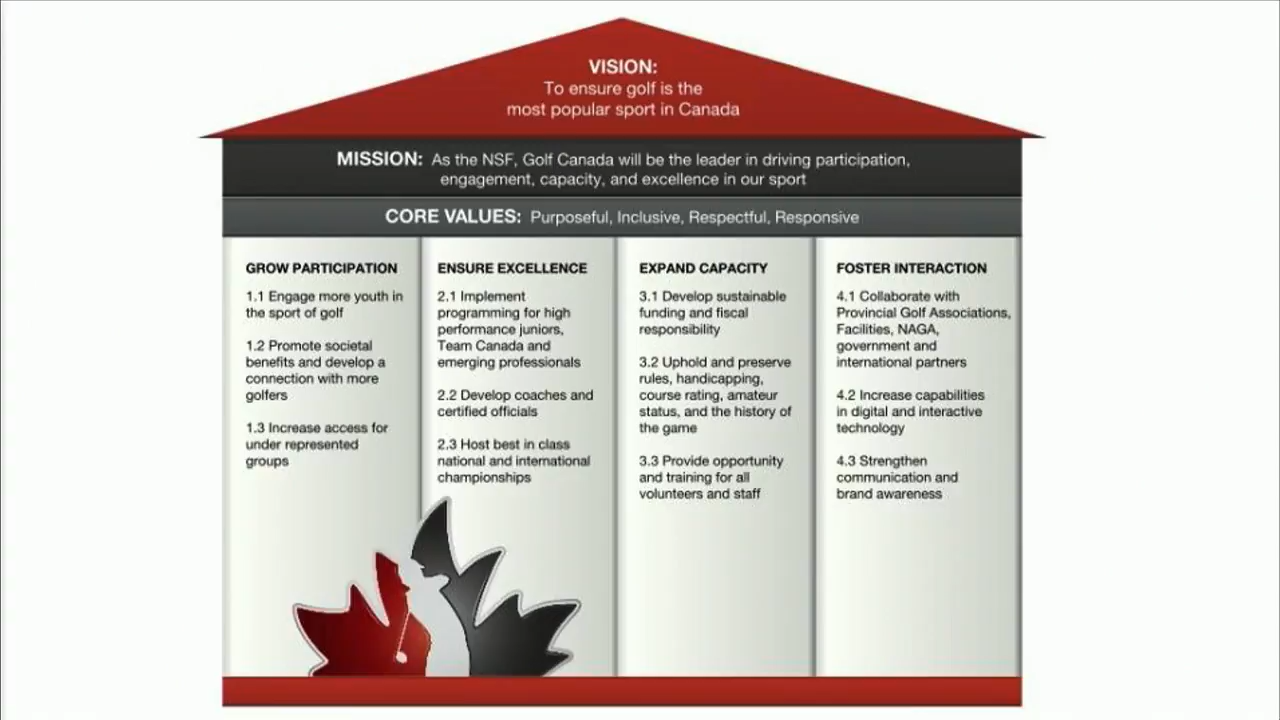 VISION:
To ensure golf is the
most popular sport in Canada
MISSION: As the NSF, Golf Canada will be the leader in driving participation,
engagement, capacity, and excellence in our sport
CORE VALUES: Purposeful, Inclusive, Respectful, Responsive
GROW PARTICIPATION
1.1 Engage more youth in
the sport of golf
1.2 Promote societal
benefits and develop a
connection with more
golfers
1.3 Increase access for
under represented
groups
ENSURE EXCELLENCE
2.1 Implement
programming for high
performance juniors,
Team Canada and
emerging professionals
2.2 Develop coaches and
certified officials
2.3 Host best in class
national and international
championships
EXPAND CAPACITY
3.1 Develop sustainable
funding and fiscal
responsibility
3.2 Uphold and preserve
rules, handicapping,
course rating, amateur
status, and the history of
the game
3.3 Provide opportunity
and training for all
volunteers and staff
FOSTER INTERACTION
4.1 Collaborate with
Provincial Golf Associations,
Facilities, NAGA,
government and
international partners
4.2 Increase capabilities
in digital and interactive
technology
4.3 Strengthen
communication and
brand awareness